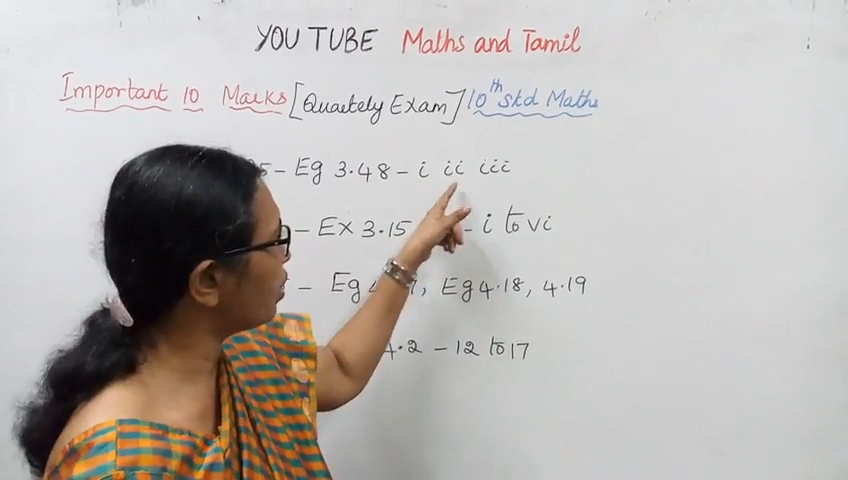 YOU TUBE Maths and Tamil
Important 10 Marks [Quartely Exam] 10th Std Maths
5 - Eg 3.48 - i ii iii
- Ex 3.15 - i to vi
- Eg 4. , Eg 4.18, 4.19
4.2 - 12 to 17